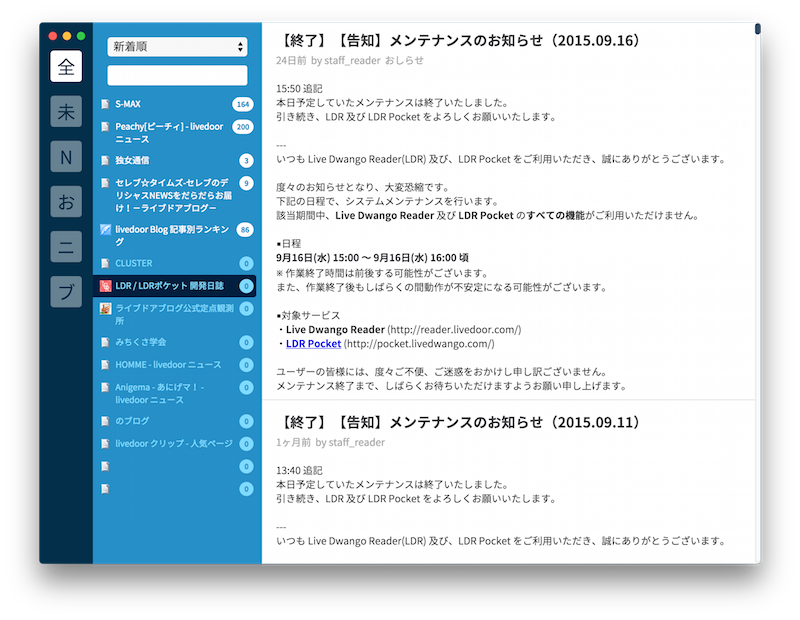 全
未
N
お
ニ
ブ
新着順
S-MAX 164
Peachy[ピーチィ] - livedoor 200
ニュース
独女通信 3
セレブ☆タイムズ-セレブのデ 9
リシャスNEWSをだらだらお届
け！－ライブドアブログ－
livedoor Blog 記事別ランキン 86
グ
CLUSTER 0
LDR / LDRポケット 開発日誌 0
ライブドアブログ公式定点観測 0
所
みちくさ学会 0
HOMME - livedoor ニュース 0
Anigema - あにげマ！ - 0
livedoor ニュース
のブログ 0
livedoor クリップ - 人気ページ 0
0
0
【終了】【告知】メンテナンスのお知らせ（2015.09.16）
24日前 by staff_reader おしらせ
15:50 追記
本日予定していたメンテナンスは終了いたしました。
引き続き、LDR 及び LDR Pocket をよろしくお願いいたします。
---
いつも Live Dwango Reader(LDR) 及び、LDR Pocket をご利用いただき、誠にありがとうございます。
度々のお知らせとなり、大変恐縮です。
下記の日程で、システムメンテナンスを行います。
該当期間中、Live Dwango Reader 及び LDR Pocket のすべての機能がご利用いただけません。
▪日程
9月16日(水) 15:00 〜 9月16日(水) 16:00 頃
※ 作業終了時間は前後する可能性がございます。
また、作業終了後もしばらくの間動作が不安定になる可能性がございます。
▪対象サービス
・Live Dwango Reader (http://reader.livedoor.com/)
・LDR Pocket (http://pocket.livedwango.com/)
ユーザーの皆様には、度々ご不便、ご迷惑をおかけし申し訳ございません。
メンテナンス終了まで、しばらくお待ちいただけますようお願い申し上げます。
【終了】【告知】メンテナンスのお知らせ（2015.09.11）
1ヶ月前 by staff_reader
13:40 追記
本日予定していたメンテナンスは終了いたしました。
引き続き、LDR 及び LDR Pocket をよろしくお願いいたします。
---
いつも Live Dwango Reader(LDR) 及び、LDR Pocket をご利用いただき、誠にありがとうございます。